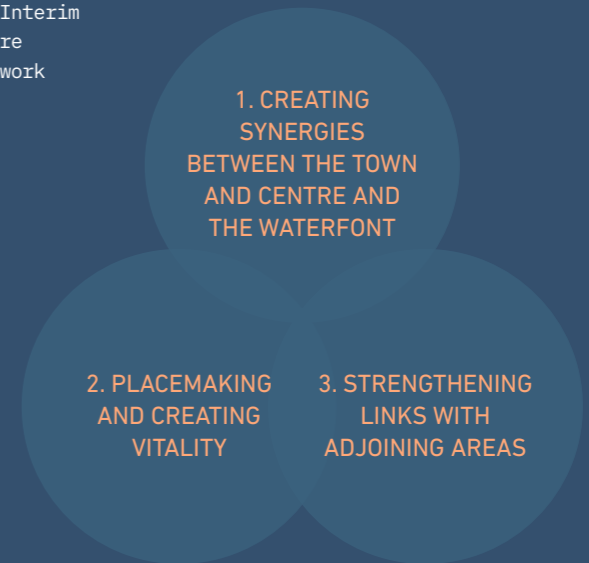 Interim
re
work
1. CREATING
SYNERGIES
BETWEEN THE TOWN
AND CENTRE AND
THE WATERFONT
2. PLACEMAKING
AND CREATING
VITALITY
3. STRENGTHENING
LINKS WITH
ADJOINING AREAS